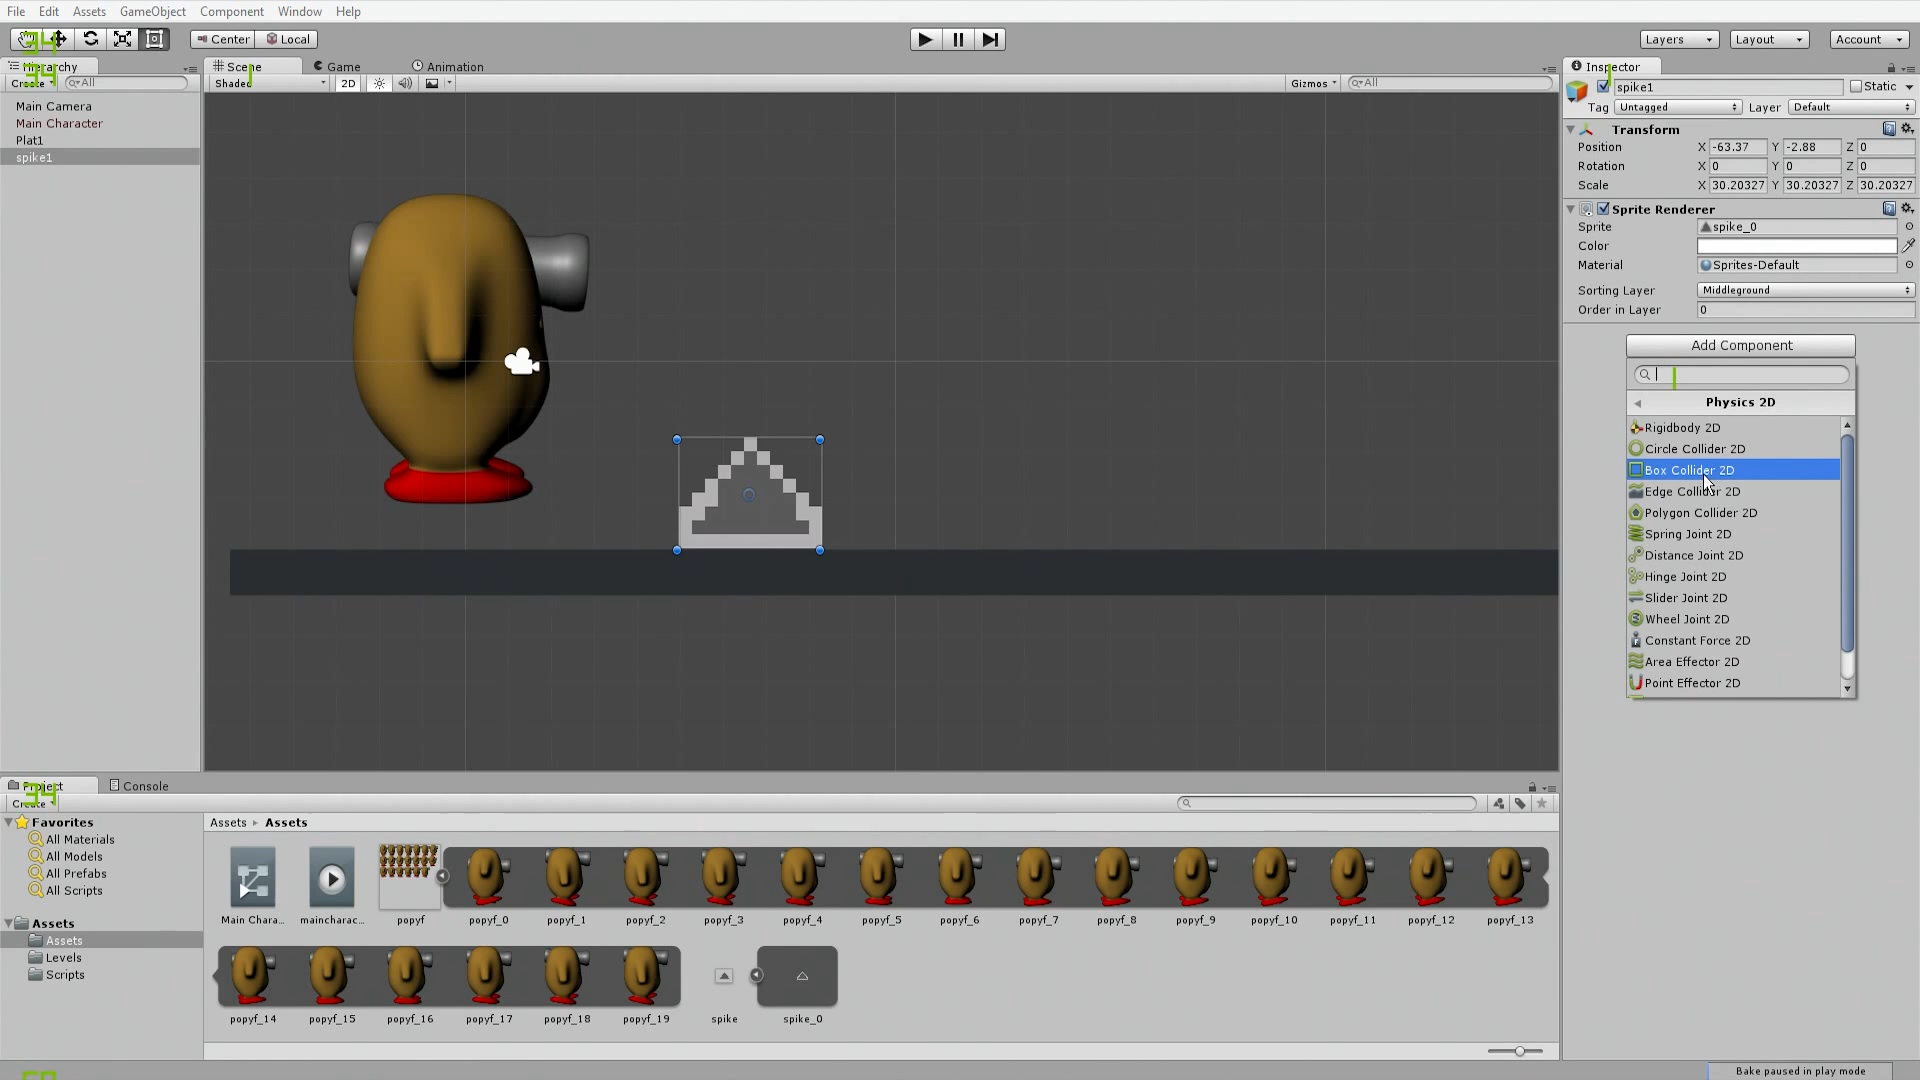 File Edit Assets GameObject Component Window Help
Center Local
Layers Layout Account
34
34
Hierarchy
Create All
Main Camera
Main Character
Plat1
spike1
Scene Game Animation
Shaded 2D Gizmos All
Inspector
spike1 Static
Tag Untagged Layer Default
Transform
Position X -63.37 Y -2.88 Z 0
Rotation X 0 Y 0 Z 0
Scale X 30.20327 Y 30.20327 Z 30.20327
Sprite Renderer
Sprite spike_0
Color
Material Sprites-Default
Sorting Layer Middleground
Order in Layer 0
Add Component
Physics 2D
Rigidbody 2D
Circle Collider 2D
Box Collider 2D
Edge Collider 2D
Polygon Collider 2D
Spring Joint 2D
Distance Joint 2D
Hinge Joint 2D
Slider Joint 2D
Wheel Joint 2D
Constant Force 2D
Area Effector 2D
Point Effector 2D
Project Console
34
Create
Favorites
All Materials
All Models
All Prefabs
All Scripts
Assets
Assets
Levels
Scripts
Assets Assets
Main Chara... maincharac... popyf popyf_0 popyf_1 popyf_2 popyf_3 popyf_4 popyf_5 popyf_6 popyf_7 popyf_8 popyf_9 popyf_10 popyf_11 popyf_12 popyf_13
popyf_14 popyf_15 popyf_16 popyf_17 popyf_18 popyf_19 spike spike_0
Bake paused in play mode